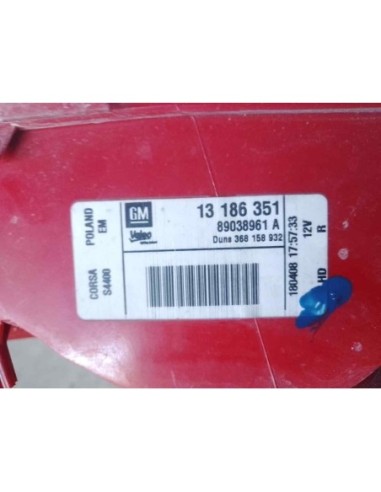 GM
13 186 351
Valeo
89038961 A
Duns 368 158 932
POLAND
EM
CORSA
S4400
180408 17:57:33
12V
R
HD